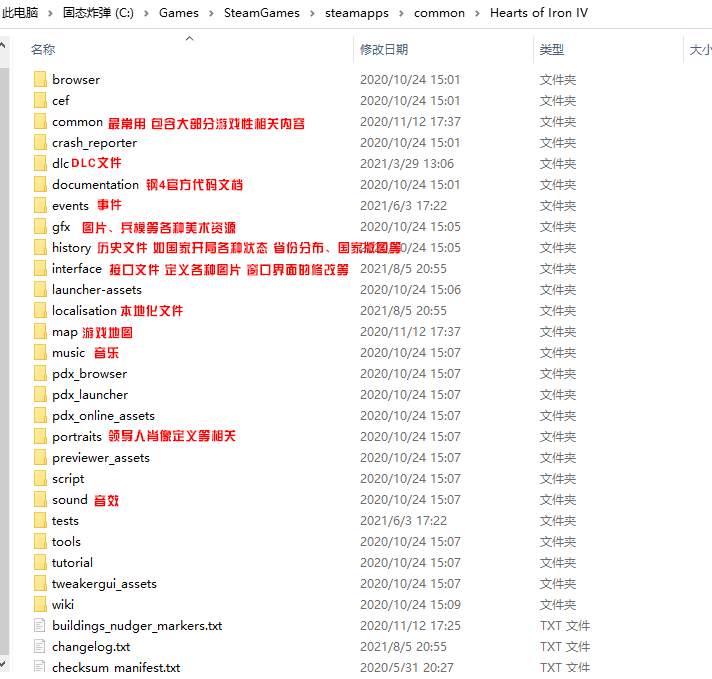 此电脑 > 固态炸弹 (C:) > Games > SteamGames > steamapps > common > Hearts of Iron IV
名称 修改日期 类型 大小
browser 2020/10/24 15:01 文件夹
cef 2020/10/24 15:01 文件夹
common 最常用 包含大部分游戏性相关内容 2020/11/12 17:37 文件夹
crash_reporter 2020/10/24 15:01 文件夹
dlc DLC文件 2021/3/29 13:06 文件夹
documentation 钢4官方代码文档 2020/10/24 15:01 文件夹
events 事件 2021/6/3 17:22 文件夹
gfx 图片、兵模等各种美术资源 2020/10/24 15:05 文件夹
history 历史文件 如国家开局各种状态 省份分布、国家版图等 2020/10/24 15:05 文件夹
interface 接口文件 定义各种图片 窗口界面的修改等 2021/8/5 20:55 文件夹
launcher-assets 2020/10/24 15:06 文件夹
localisation 本地化文件 2021/8/5 20:55 文件夹
map 游戏地图 2020/11/12 17:37 文件夹
music 音乐 2020/10/24 15:07 文件夹
pdx_browser 2020/10/24 15:07 文件夹
pdx_launcher 2020/10/24 15:07 文件夹
pdx_online_assets 2020/10/24 15:07 文件夹
portraits 领导人肖像定义等相关 2020/10/24 15:07 文件夹
previewer_assets 2020/10/24 15:07 文件夹
script 2020/10/24 15:07 文件夹
sound 音效 2020/10/24 15:07 文件夹
tests 2021/6/3 17:22 文件夹
tools 2020/10/24 15:07 文件夹
tutorial 2020/10/24 15:07 文件夹
tweakergui_assets 2020/10/24 15:07 文件夹
wiki 2020/10/24 15:09 文件夹
buildings_nudger_markers.txt 2020/11/12 17:25 TXT 文件
changelog.txt 2021/8/5 20:55 TXT 文件
checksum_manifest.txt 2020/5/31 20:27 TXT 文件